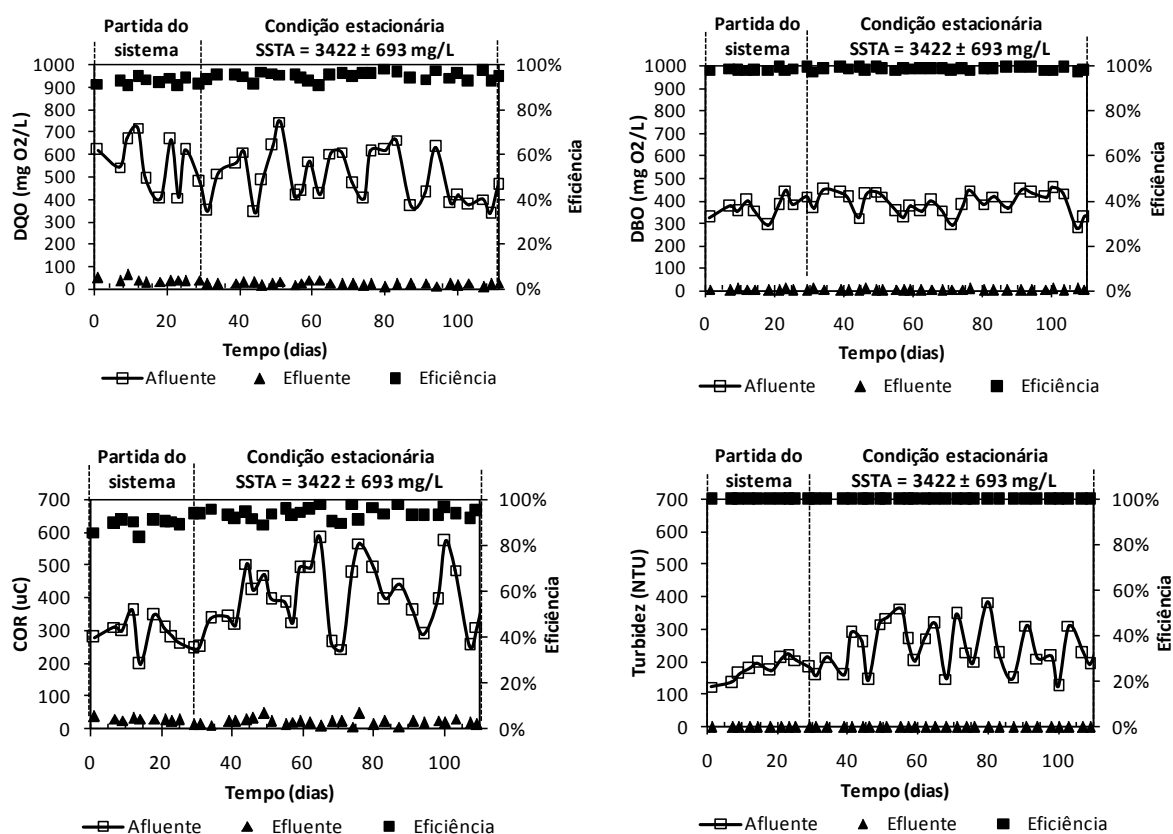 Partida do
sistema
Condição estacionária
SSTA = 3422 ± 693 mg/L
1000
900
800
700
600
500
400
300
200
100
0
DQO (mg O2/L)
100%
80%
60%
40%
20%
0%
Eficiência
0 20 40 60 80 100
Tempo (dias)
Afluente Efluente Eficiência
Partida do
sistema
Condição estacionária
SSTA = 3422 ± 693 mg/L
1000
900
800
700
600
500
400
300
200
100
0
DBO (mg O2/L)
100%
80%
60%
40%
20%
0%
Eficiência
0 20 40 60 80 100
Tempo (dias)
Afluente Efluente Eficiência
Partida do
sistema
Condição estacionária
SSTA = 3422 ± 693 mg/L
700
600
500
400
300
200
100
0
COR (uC)
100%
80%
60%
40%
20%
0%
Eficiência
0 20 40 60 80 100
Tempo (dias)
Afluente Efluente Eficiência
Partida do
sistema
Condição estacionária
SSTA = 3422 ± 693 mg/L
700
600
500
400
300
200
100
0
Turbidez (NTU)
100%
80%
60%
40%
20%
0%
Eficiência
0 20 40 60 80 100
Tempo (dias)
Afluente Efluente Eficiência